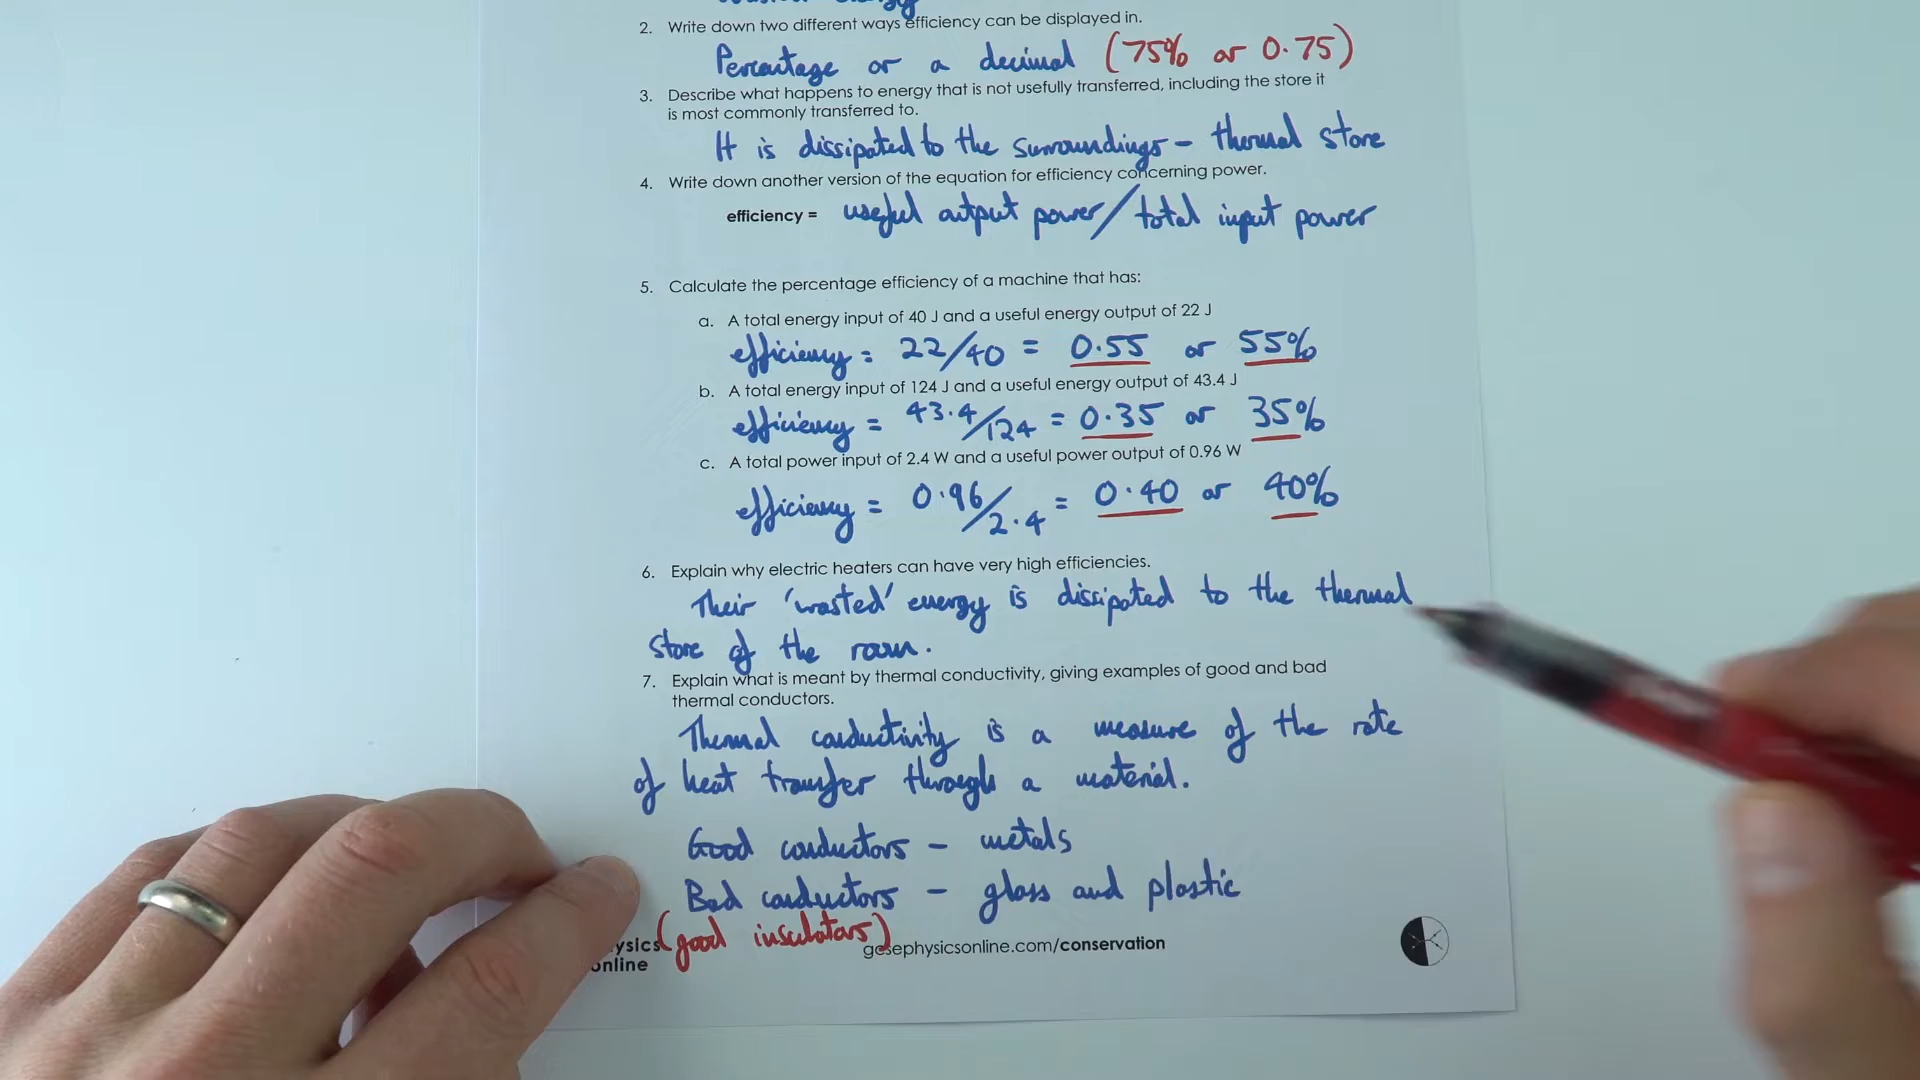 2. Write down two different ways efficiency can be displayed in.
Percentage or a decimal (75% or 0.75)
3. Describe what happens to energy that is not usefully transferred, including the store it
is most commonly transferred to.
It is dissipated to the surroundings - thermal store
4. Write down another version of the equation for efficiency concerning power.
efficiency = useful output power/total input power
5. Calculate the percentage efficiency of a machine that has:
a. A total energy input of 40 J and a useful energy output of 22 J
efficiency = 22/40 = 0.55 or 55%
b. A total energy input of 124 J and a useful energy output of 43.4 J
efficiency = 43.4/124 = 0.35 or 35%
c. A total power input of 2.4 W and a useful power output of 0.96 W
efficiency = 0.96/2.4 = 0.40 or 40%
6. Explain why electric heaters can have very high efficiencies.
Their 'wasted' energy is dissipated to the thermal
store of the room.
7. Explain what is meant by thermal conductivity, giving examples of good and bad
thermal conductors.
Thermal conductivity is a measure of the rate
of heat transfer through a material.
Good conductors - metals
Bad conductors - glass and plastic
(good insulators)
ysics
online
gcsephysicsonline.com/conservation